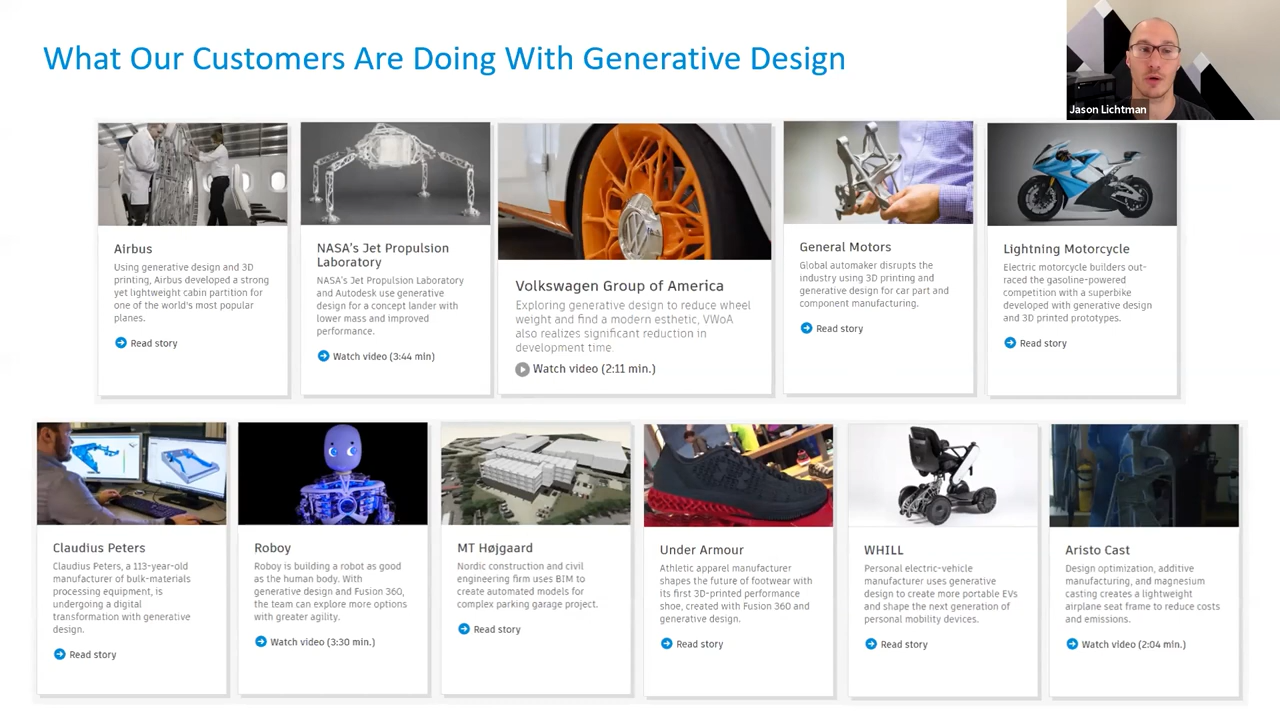 What Our Customers Are Doing With Generative Design
Jason Lichtman
Airbus
Using generative design and 3D
printing, Airbus developed a strong
yet lightweight cabin partition for
one of the world's most popular
planes.
Read story
NASA's Jet Propulsion
Laboratory
NASA's Jet Propulsion Laboratory
and Autodesk use generative
design for a concept lander with
lower mass and improved
performance.
Watch video (3:44 min)
Volkswagen Group of America
Exploring generative design to reduce wheel
weight and find a modern esthetic, VWoA
also realizes significant reduction in
development time.
Watch video (2:11 min.)
General Motors
Global automaker disrupts the
industry using 3D printing and
generative design for car part and
component manufacturing.
Read story
Lightning Motorcycle
Electric motorcycle builders out-
raced the gasoline-powered
competition with a superbike
developed with generative design
and 3D printed prototypes.
Read story
Claudius Peters
Claudius Peters, a 113-year-old
manufacturer of bulk-materials
processing equipment, is
undergoing a digital
transformation with generative
design.
Read story
Roboy
Roboy is building a robot as good
as the human body. With
generative design and Fusion 360,
the team can explore more options
with greater agility.
Watch video (3:30 min.)
MT Højgaard
Nordic construction and civil
engineering firm uses BIM to
create automated models for
complex parking garage project.
Read story
Under Armour
Athletic apparel manufacturer
shapes the future of footwear with
its first 3D-printed performance
shoe, created with Fusion 360 and
generative design.
Read story
WHILL
Personal electric-vehicle
manufacturer uses generative
design to create more portable EVs
and shape the next generation of
personal mobility devices.
Read story
Aristo Cast
Design optimization, additive
manufacturing, and magnesium
casting creates a lightweight
airplane seat frame to reduce costs
and emissions.
Watch video (2:04 min.)